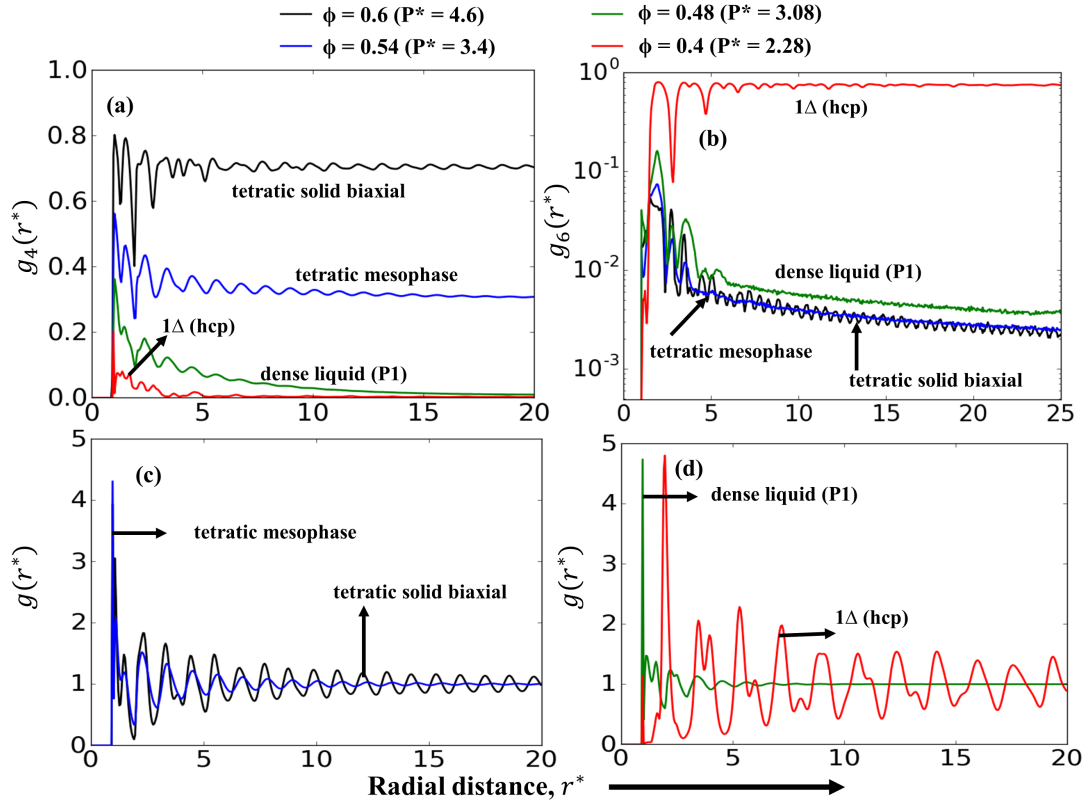 ϕ = 0.6 (P* = 4.6)
ϕ = 0.48 (P* = 3.08)
ϕ = 0.54 (P* = 3.4)
ϕ = 0.4 (P* = 2.28)
(a)
1.0
0.8
0.6
0.4
0.2
0.0
g₄(r*)
tetratic solid biaxial
tetratic mesophase
1Δ (hcp)
dense liquid (P1)
0 5 10 15 20
(b)
10⁰
10⁻¹
10⁻²
10⁻³
g₆(r*)
1Δ (hcp)
dense liquid (P1)
tetratic mesophase
tetratic solid biaxial
0 5 10 15 20 25
(c)
5
4
3
2
1
0
g(r*)
tetratic mesophase
tetratic solid biaxial
0 5 10 15 20
(d)
5
4
3
2
1
0
g(r*)
dense liquid (P1)
1Δ (hcp)
0 5 10 15 20
Radial distance, r*